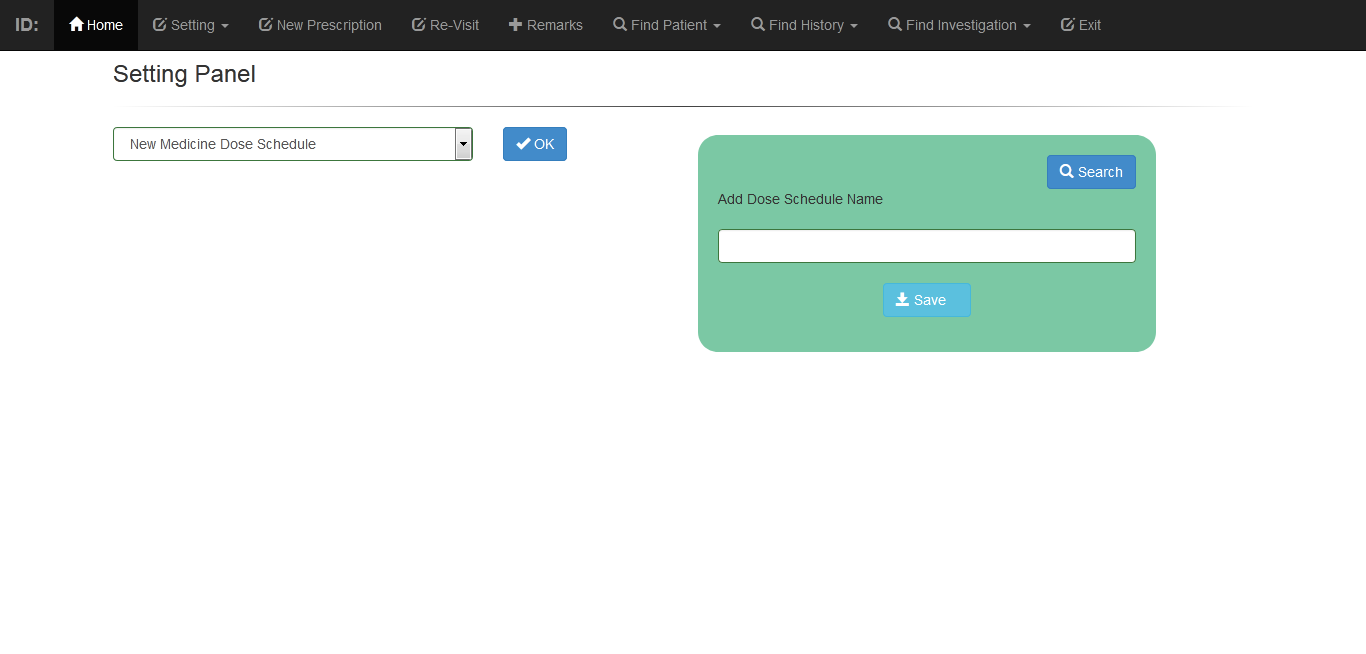 ID: Home Setting New Prescription Re-Visit Remarks Find Patient Find History Find Investigation Exit
Setting Panel
New Medicine Dose Schedule OK
Search
Add Dose Schedule Name
Save